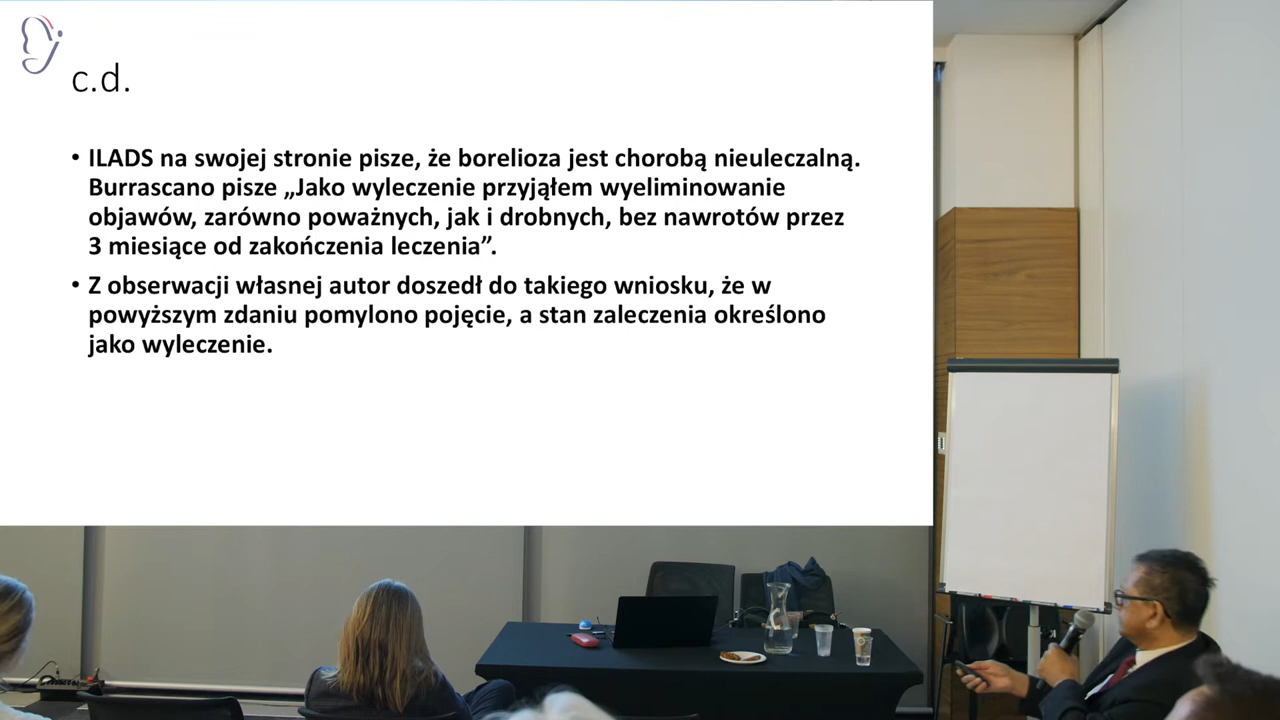 c.d.
• ILADS na swojej stronie pisze, że borelioza jest chorobą nieuleczalną.
Burrascano pisze „Jako wyleczenie przyjąłem wyeliminowanie
objawów, zarówno poważnych, jak i drobnych, bez nawrotów przez
3 miesiące od zakończenia leczenia”.
• Z obserwacji własnej autor doszedł do takiego wniosku, że w
powyższym zdaniu pomylono pojęcie, a stan zaleczenia określono
jako wyleczenie.